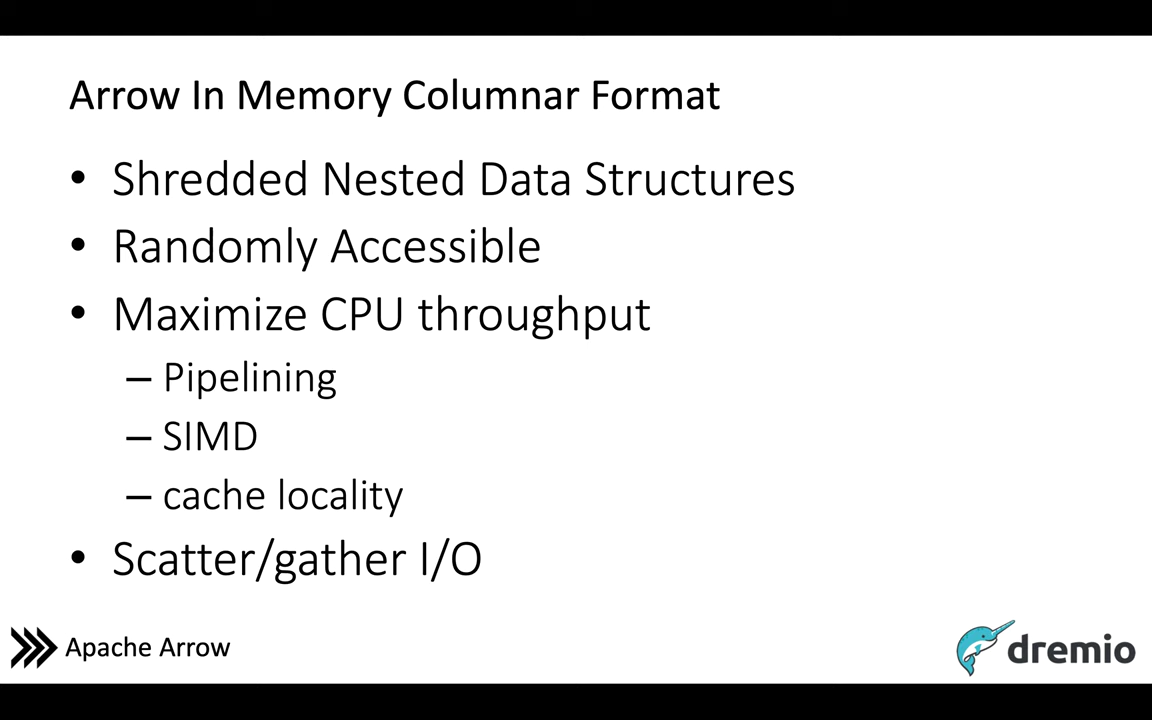 Arrow In Memory Columnar Format
• Shredded Nested Data Structures
• Randomly Accessible
• Maximize CPU throughput
– Pipelining
– SIMD
– cache locality
• Scatter/gather I/O
Apache Arrow
dremio